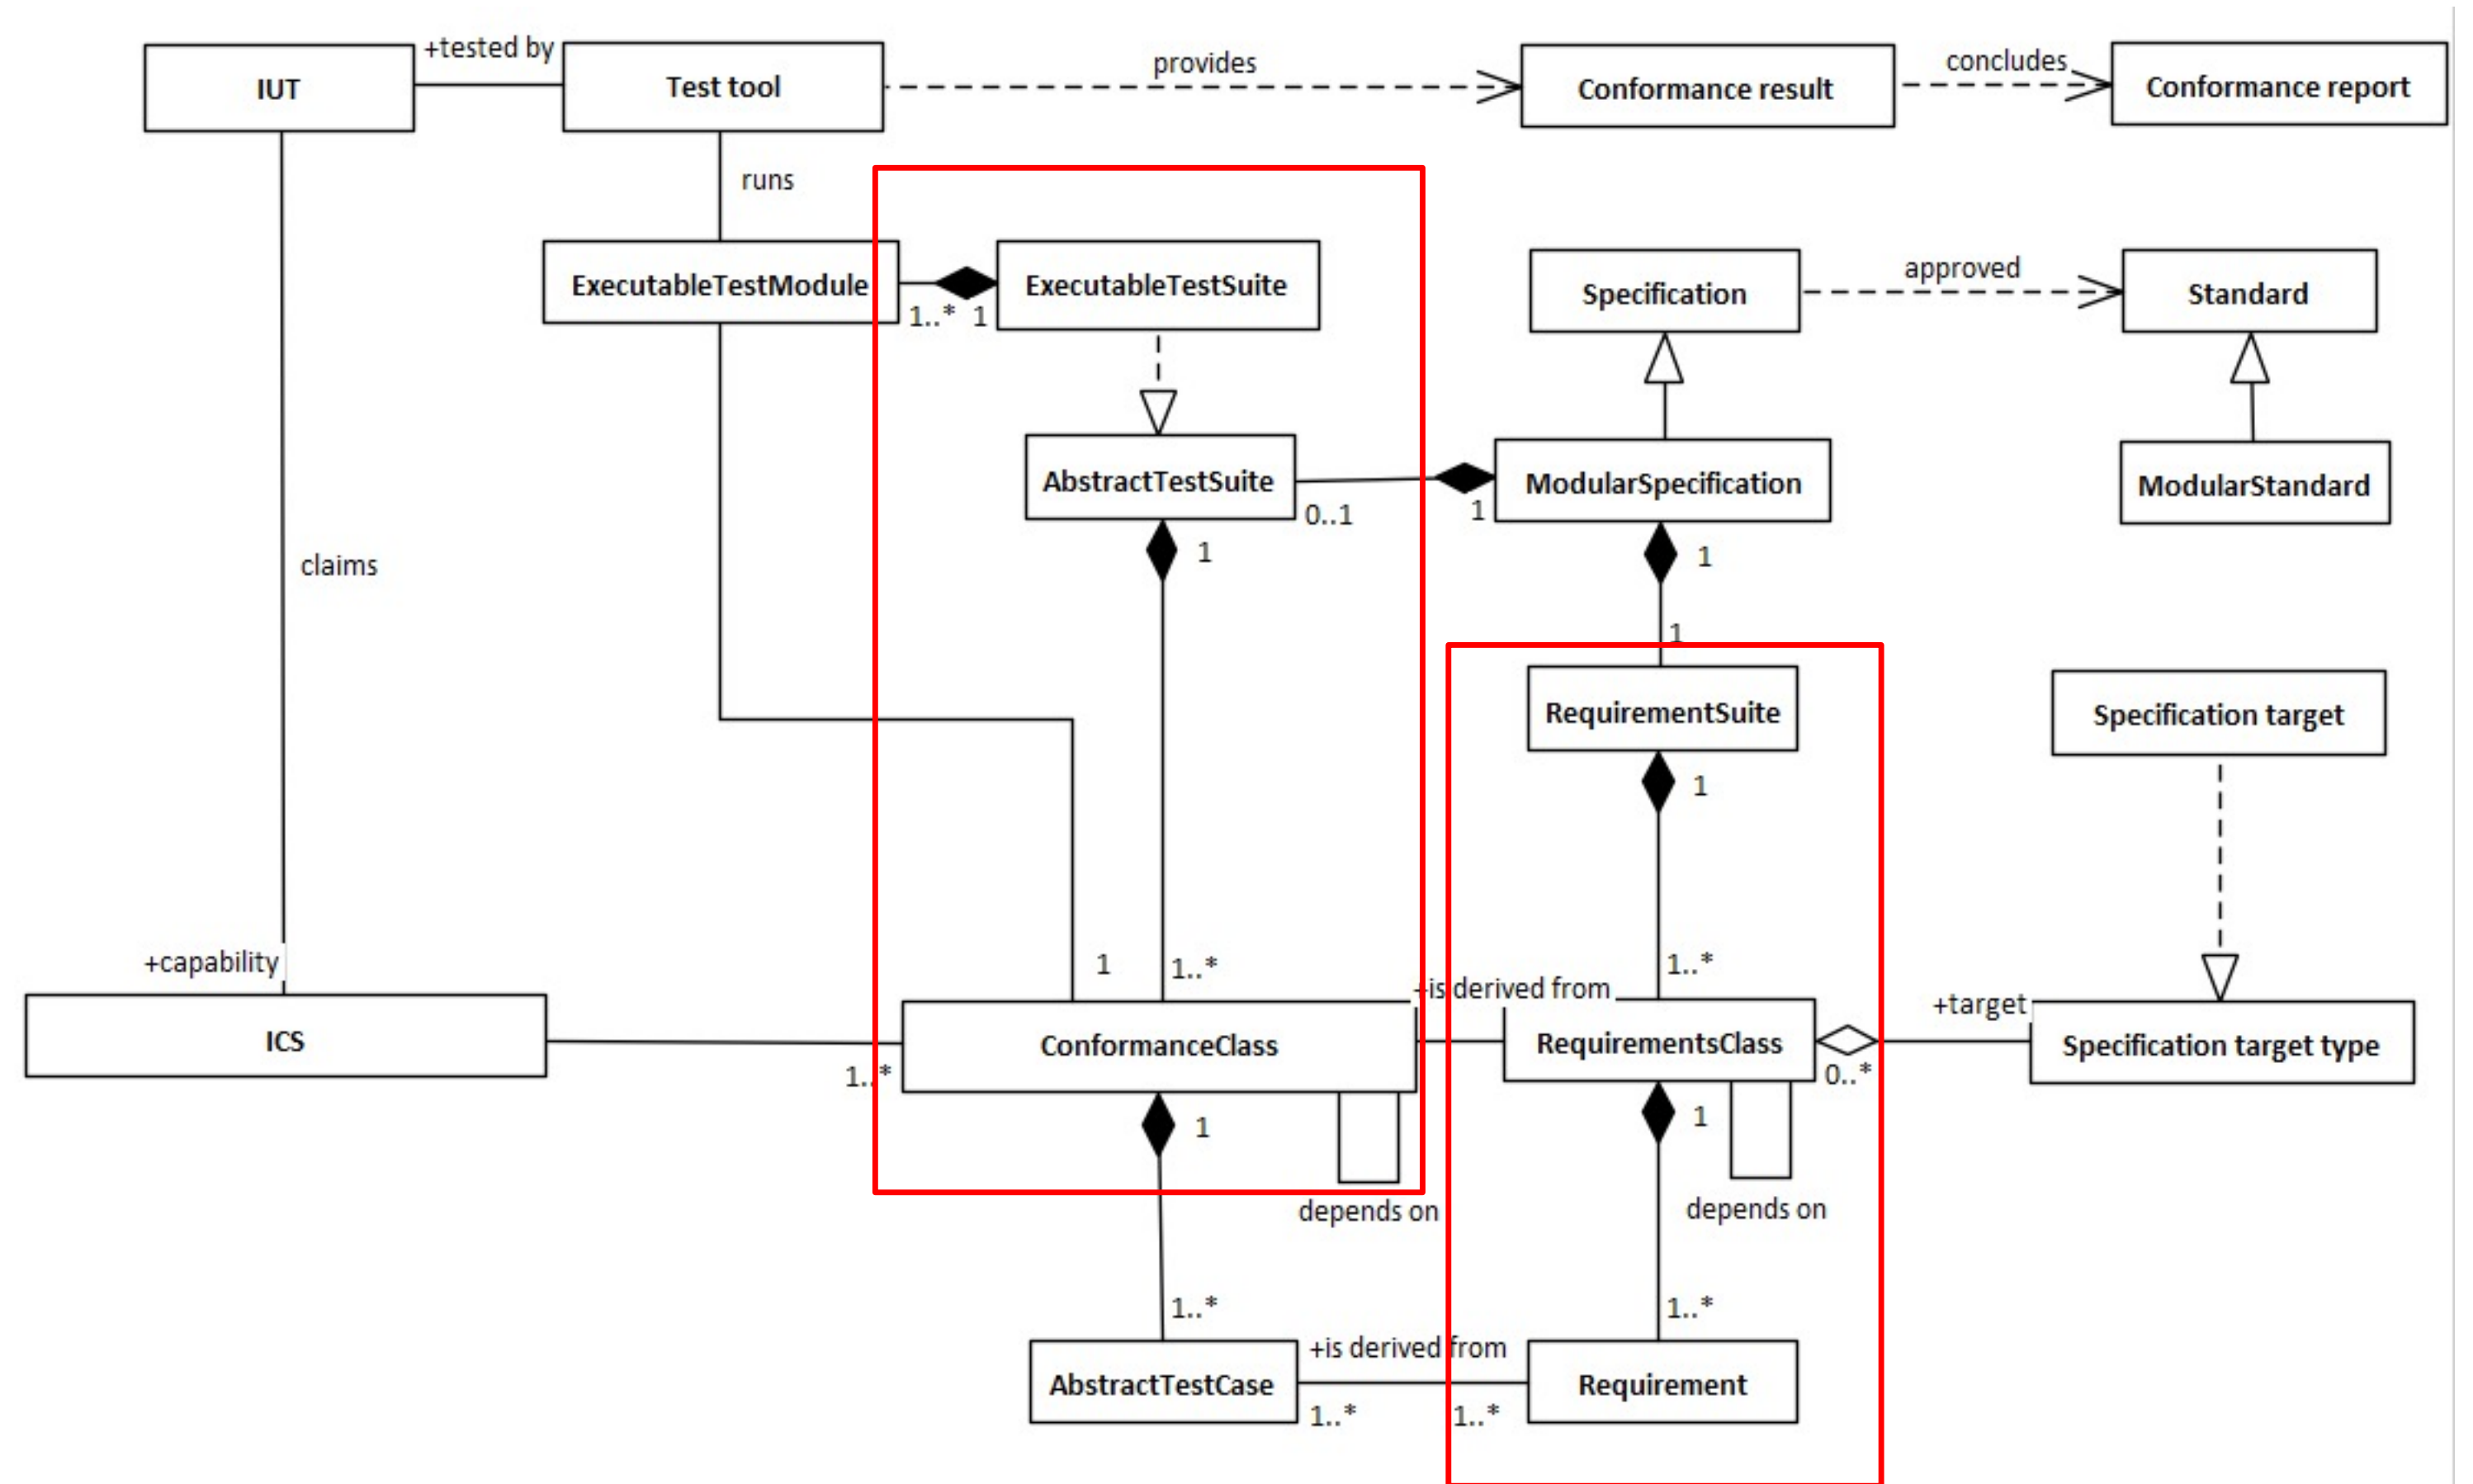 +tested by
IUT
Test tool
provides
Conformance result
concludes
Conformance report
runs
ExecutableTestModule
1..* 1
ExecutableTestSuite
Specification
approved
Standard
AbstractTestSuite
0..1
1
ModularSpecification
ModularStandard
1
1
claims
1
RequirementSuite
Specification target
1
+capability
1
1..*
1..*
+is derived from
+target
ICS
1..*
ConformanceClass
RequirementsClass
0..*
Specification target type
1
1
depends on
depends on
1..*
1..*
+is derived from
AbstractTestCase
1..*
1..*
Requirement